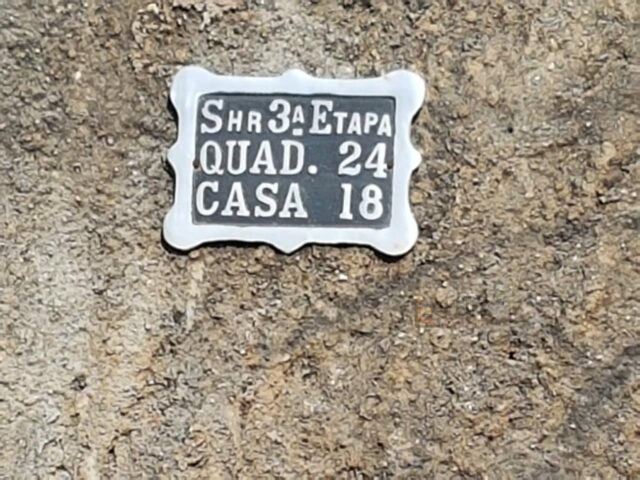 SHR 3ª ETAPA
QUAD. 24
CASA 18